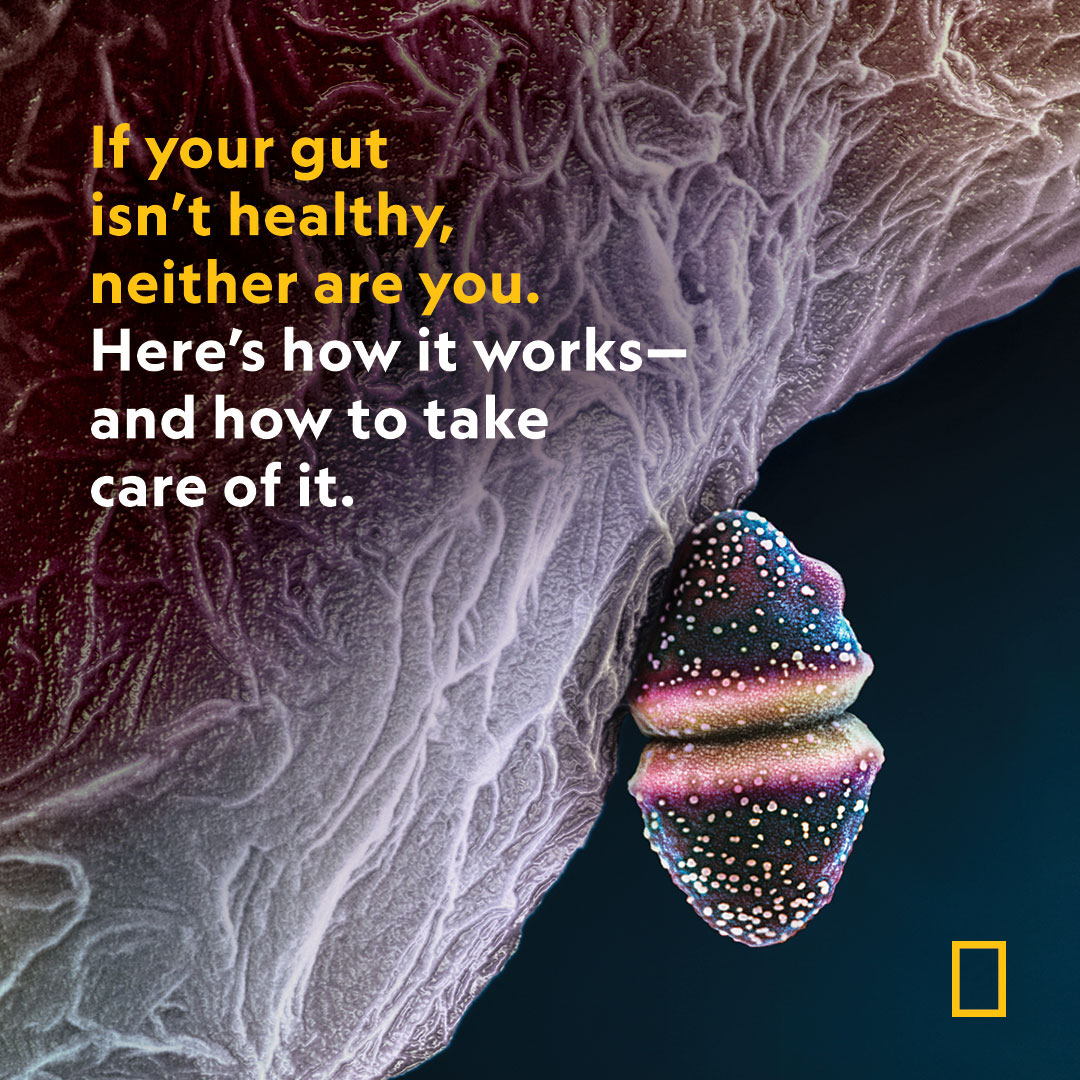 If your gut
isn’t healthy,
neither are you.
Here’s how it works—
and how to take
care of it.